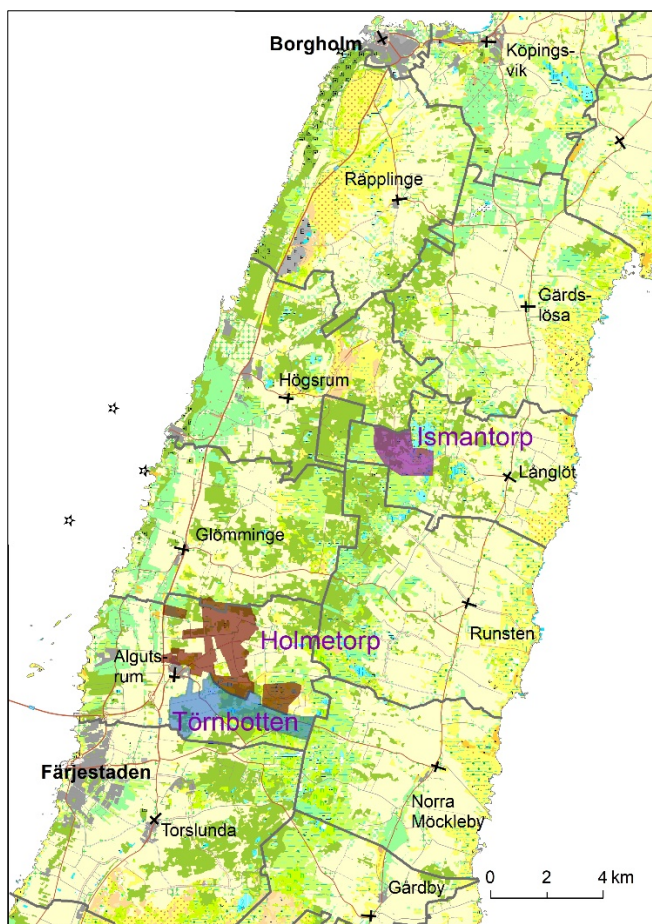 Borgholm
Köpings-
vik
Räpplinge
Gärds-
lösa
Högsrum
Ismantorp
Långlöt
Glömminge
Runsten
Holmetorp
Alguts-
rum
Törnbotten
Färjestaden
Norra
Möckleby
Torslunda
Gårdby
0 2 4 km